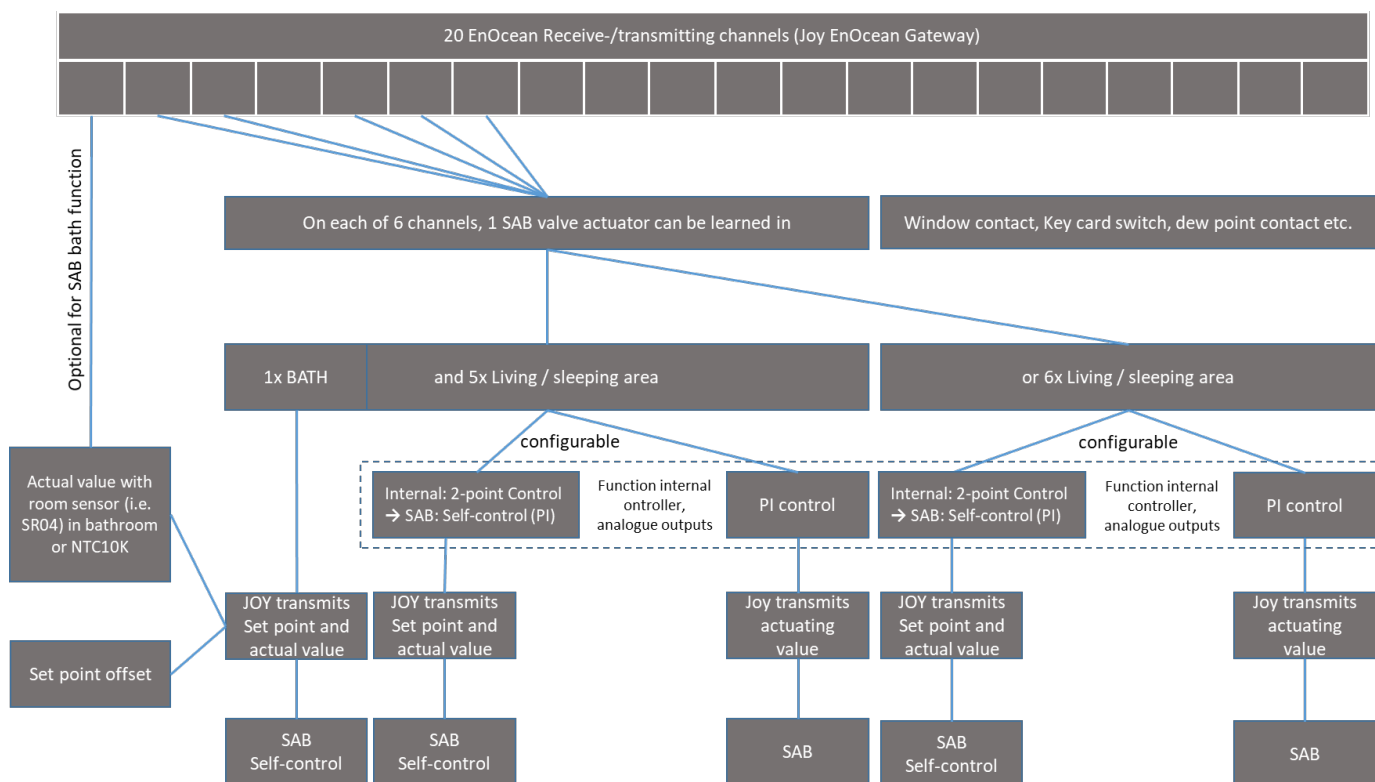 20 EnOcean Receive-/transmitting channels (Joy EnOcean Gateway)
Optional for SAB bath function
On each of 6 channels, 1 SAB valve actuator can be learned in
Window contact, Key card switch, dew point contact etc.
1x BATH
and 5x Living / sleeping area
or 6x Living / sleeping area
configurable
configurable
Actual value with
room sensor (i.e.
SR04) in bathroom
or NTC10K
Internal: 2-point Control
→ SAB: Self-control (PI)
Function internal
ontroller,
analogue outputs
PI control
Internal: 2-point Control
→ SAB: Self-control (PI)
Function internal
controller,
analogue outputs
PI control
Set point offset
JOY transmits
Set point and
actual value
JOY transmits
Set point and
actual value
Joy transmits
actuating
value
JOY transmits
Set point and
actual value
Joy transmits
actuating
value
SAB
Self-control
SAB
Self-control
SAB
SAB
Self-control
SAB